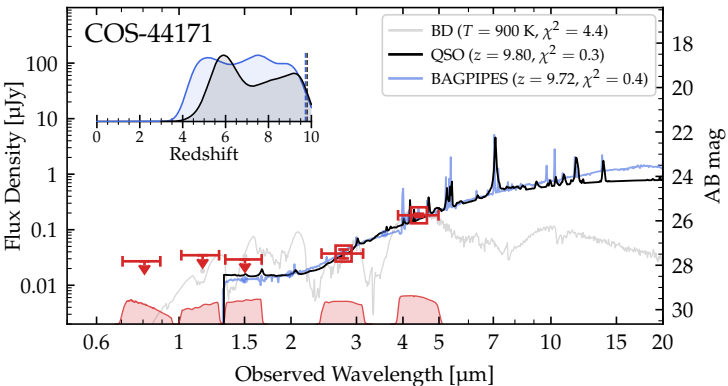 COS-44171
BD (T = 900 K, χ² = 4.4)
QSO (z = 9.80, χ² = 0.3)
BAGPIPES (z = 9.72, χ² = 0.4)
0 2 4 6 8 10
Redshift
100
10
1
0.1
0.01
Flux Density [μJy]
18
20
22
24
26
28
30
AB mag
0.6 1 1.5 2 3 4 5 7 10 15 20
Observed Wavelength [μm]